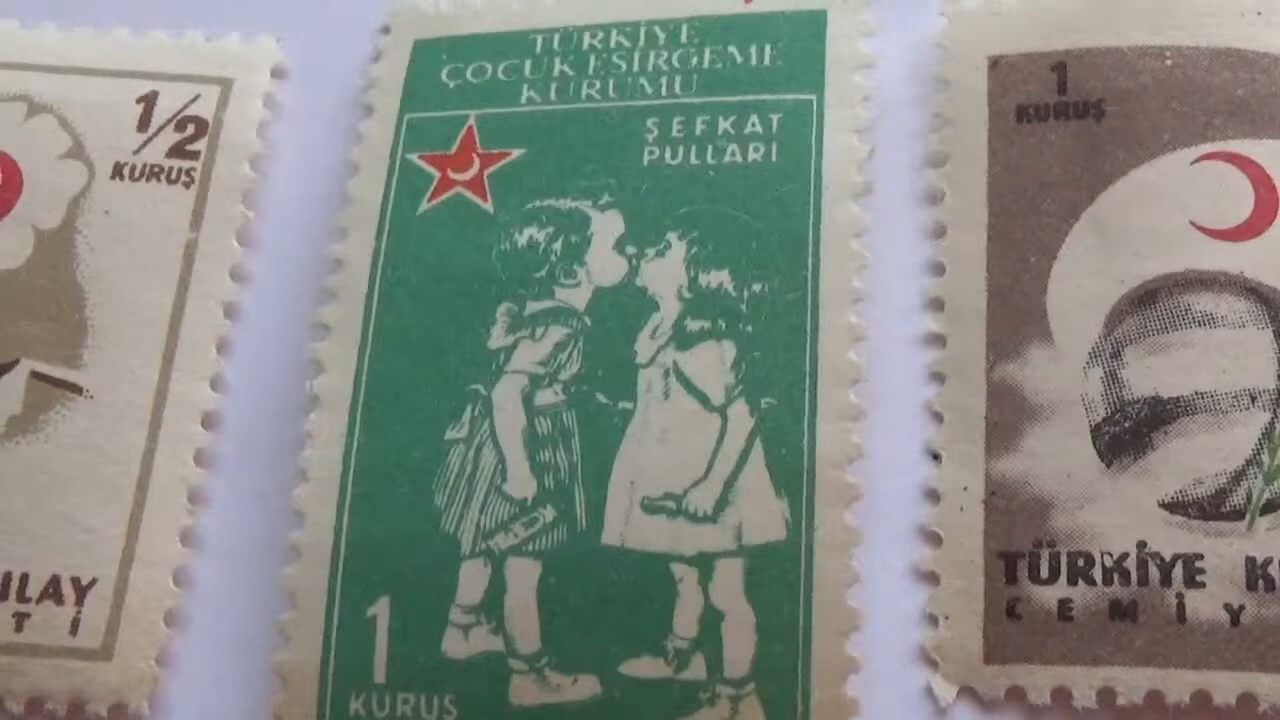 1/2
KURUŞ
ILAY
T İ
TÜRKİYE
ÇOCUK ESİRGEME
KURUMU
ŞEFKAT
PULLARI
1
KURUŞ
1
KURUŞ
TÜRKİYE K
CEMİY